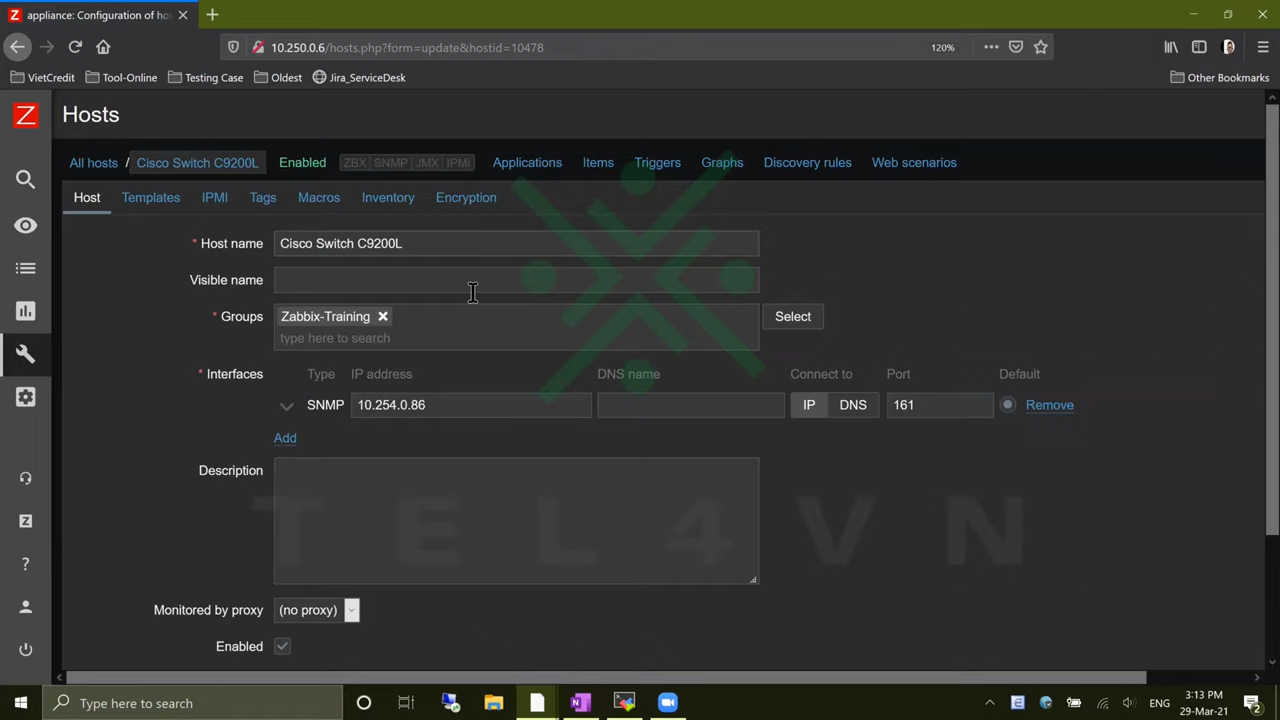 appliance: Configuration of ho
10.250.0.6/hosts.php?form=update&hostid=10478
120%
VietCredit
Tool-Online
Testing Case
Oldest
Jira_ServiceDesk
Other Bookmarks
Z
Hosts
All hosts / Cisco Switch C9200L Enabled ZBX SNMP JMX IPMI Applications Items Triggers Graphs Discovery rules Web scenarios
Host Templates IPMI Tags Macros Inventory Encryption
* Host name Cisco Switch C9200L
Visible name
* Groups Zabbix-Training Select
type here to search
* Interfaces Type IP address DNS name Connect to Port Default
SNMP 10.254.0.86 IP DNS 161 Remove
Add
Description
TEL4VN
Monitored by proxy (no proxy)
Enabled
Type here to search
ENG
3:13 PM
29-Mar-21
2